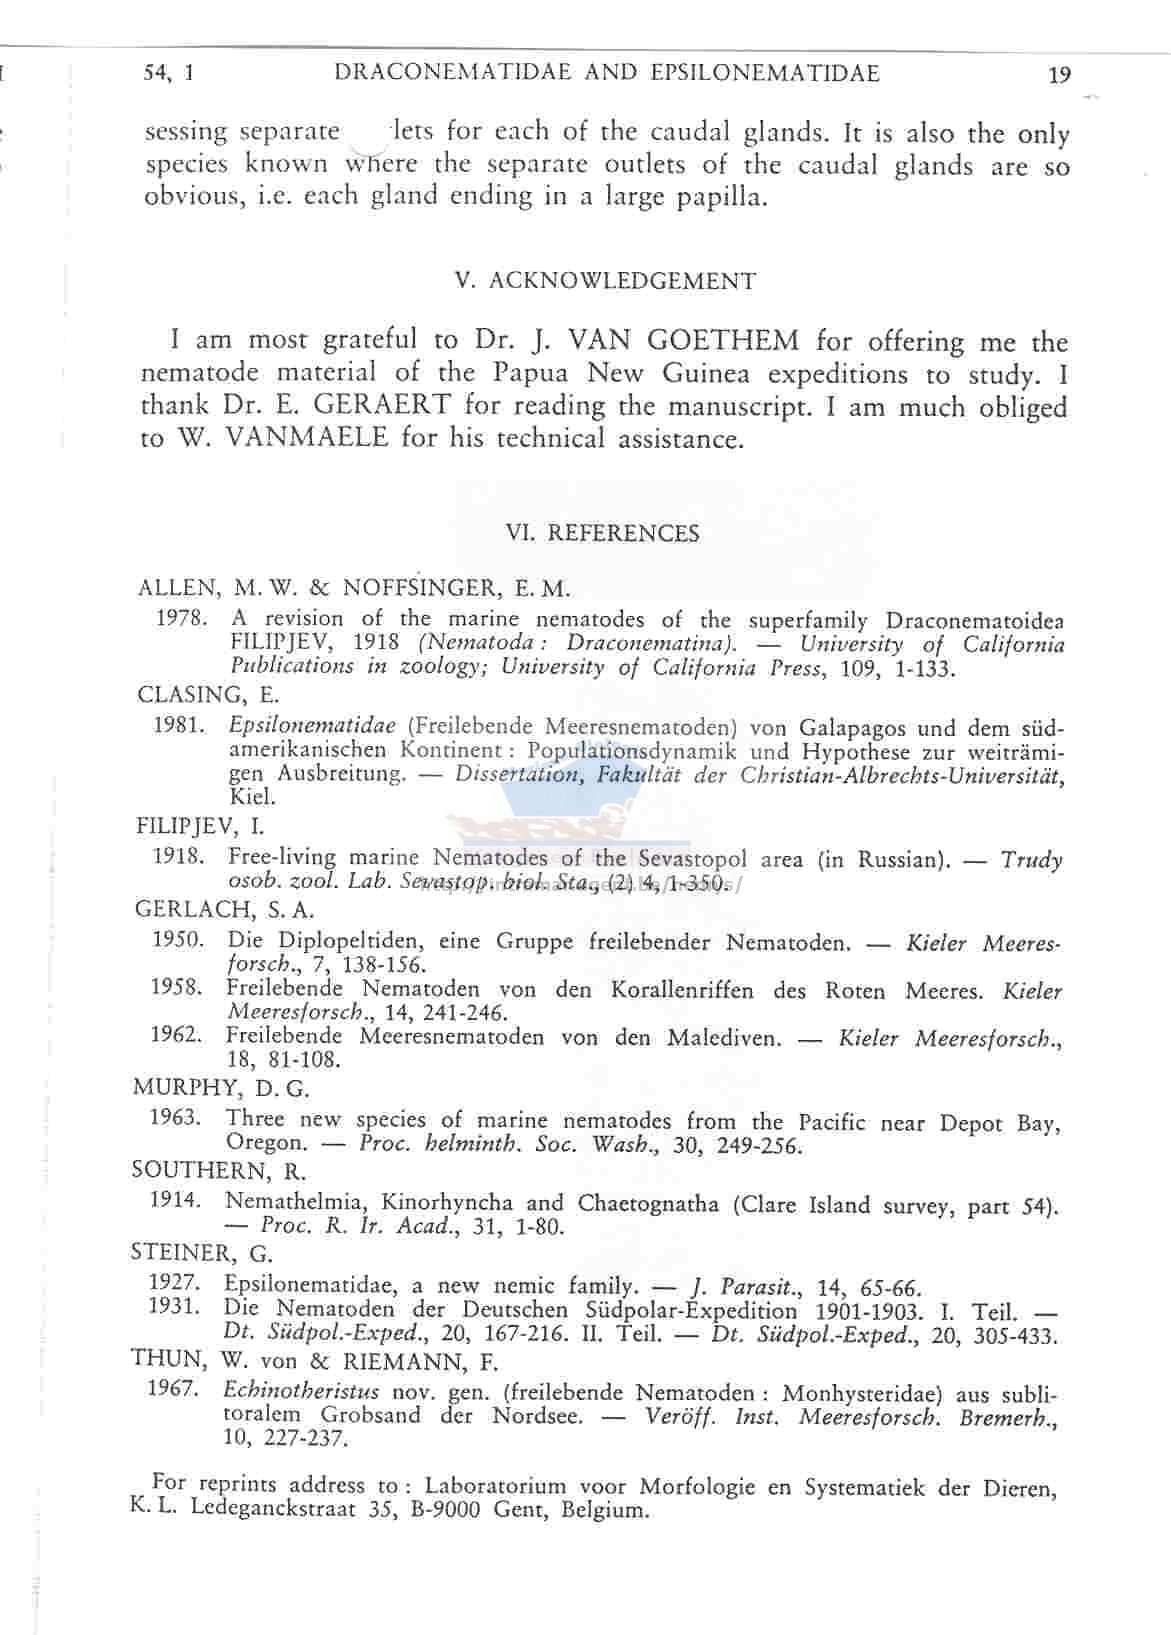 54, 1 DRACONEMATIDAE AND EPSILONEMATIDAE 19
sessing separate lets for each of the caudal glands. It is also the only
species known where the separate outlets of the caudal glands are so
obvious, i.e. each gland ending in a large papilla.
V. ACKNOWLEDGEMENT
I am most grateful to Dr. J. VAN GOETHEM for offering me the
nematode material of the Papua New Guinea expeditions to study. I
thank Dr. E. GERAERT for reading the manuscript. I am much obliged
to W. VANMAELE for his technical assistance.
VI. REFERENCES
ALLEN, M. W. & NOFFSINGER, E. M.
1978. A revision of the marine nematodes of the superfamily Draconematoidea
FILIPJEV, 1918 (Nematoda : Draconematina). — University of California
Publications in zoology; University of California Press, 109, 1-133.
CLASING, E.
1981. Epsilonematidae (Freilebende Meeresnematoden) von Galapagos und dem süd-
amerikanischen Kontinent : Populationsdynamik und Hypothese zur weiträmi-
gen Ausbreitung. — Dissertation, Fakultät der Christian-Albrechts-Universität,
Kiel.
FILIPJEV, I.
1918. Free-living marine Nematodes of the Sevastopol area (in Russian). — Trudy
osob. zool. Lab. Sevastop. biol. Sta., (2) 4, 1-350.
GERLACH, S. A.
1950. Die Diplopeltiden, eine Gruppe freilebender Nematoden. — Kieler Meeres-
forsch., 7, 138-156.
1958. Freilebende Nematoden von den Korallenriffen des Roten Meeres. Kieler
Meeresforsch., 14, 241-246.
1962. Freilebende Meeresnematoden von den Malediven. — Kieler Meeresforsch.,
18, 81-108.
MURPHY, D. G.
1963. Three new species of marine nematodes from the Pacific near Depot Bay,
Oregon. — Proc. helminth. Soc. Wash., 30, 249-256.
SOUTHERN, R.
1914. Nemathelmia, Kinorhyncha and Chaetognatha (Clare Island survey, part 54).
— Proc. R. Ir. Acad., 31, 1-80.
STEINER, G.
1927. Epsilonematidae, a new nemic family. — J. Parasit., 14, 65-66.
1931. Die Nematoden der Deutschen Südpolar-Expedition 1901-1903. I. Teil. —
Dt. Südpol.-Exped., 20, 167-216. II. Teil. — Dt. Südpol.-Exped., 20, 305-433.
THUN, W. von & RIEMANN, F.
1967. Echinotheristus nov. gen. (freilebende Nematoden : Monhysteridae) aus subli-
toralem Grobsand der Nordsee. — Veröff. Inst. Meeresforsch. Bremerh.,
10, 227-237.
For reprints address to : Laboratorium voor Morfologie en Systematiek der Dieren,
K. L. Ledeganckstraat 35, B-9000 Gent, Belgium.